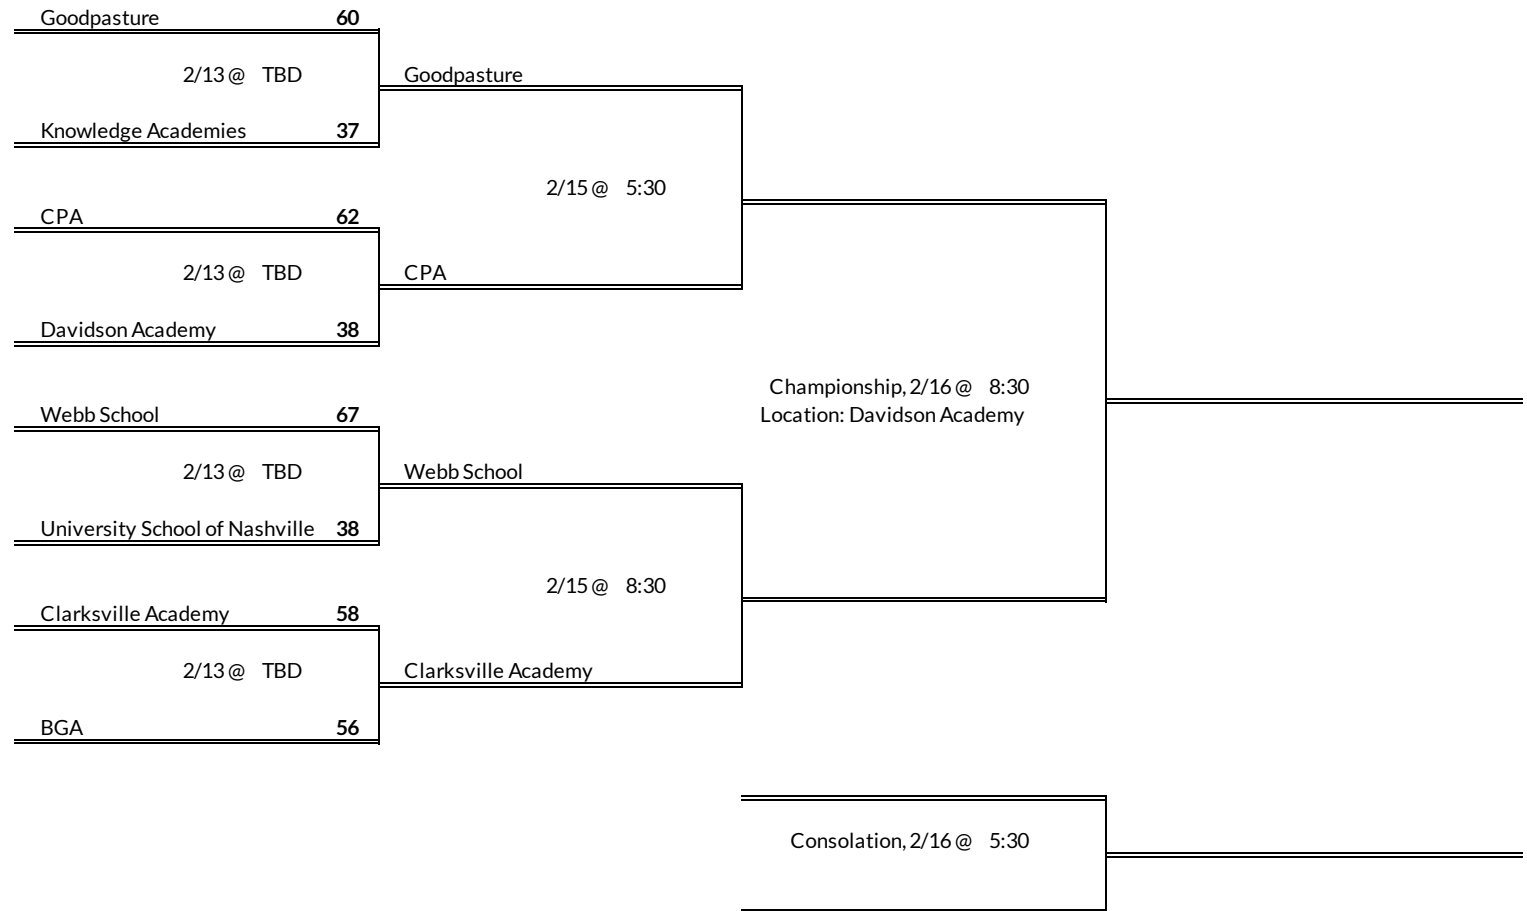 Goodpasture 60
2/13 @ TBD
Goodpasture
Knowledge Academies 37
2/15 @ 5:30
CPA 62
2/13 @ TBD
CPA
Davidson Academy 38
Championship, 2/16 @ 8:30
Location: Davidson Academy
Webb School 67
2/13 @ TBD
Webb School
University School of Nashville 38
2/15 @ 8:30
Clarksville Academy 58
2/13 @ TBD
Clarksville Academy
BGA 56
Consolation, 2/16 @ 5:30